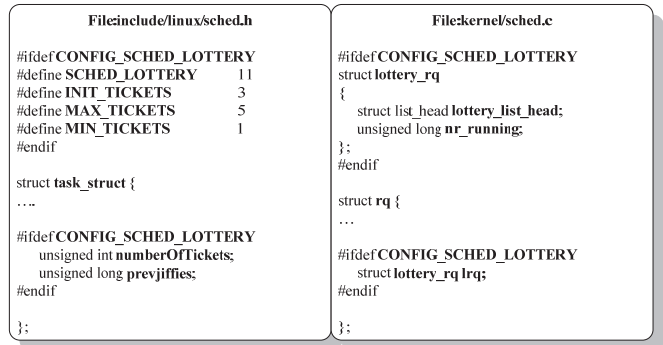 File:include/linux/sched.h
#ifdef CONFIG_SCHED_LOTTERY
#define SCHED_LOTTERY 11
#define INIT_TICKETS 3
#define MAX_TICKETS 5
#define MIN_TICKETS 1
#endif
struct task_struct {
....
#ifdef CONFIG_SCHED_LOTTERY
unsigned int numberOfTickets;
unsigned long prevjiffies;
#endif
};
File:kernel/sched.c
#ifdef CONFIG_SCHED_LOTTERY
struct lottery_rq
{
struct list_head lottery_list_head;
unsigned long nr_running;
};
#endif
struct rq {
...
#ifdef CONFIG_SCHED_LOTTERY
struct lottery_rq lrq;
#endif
};